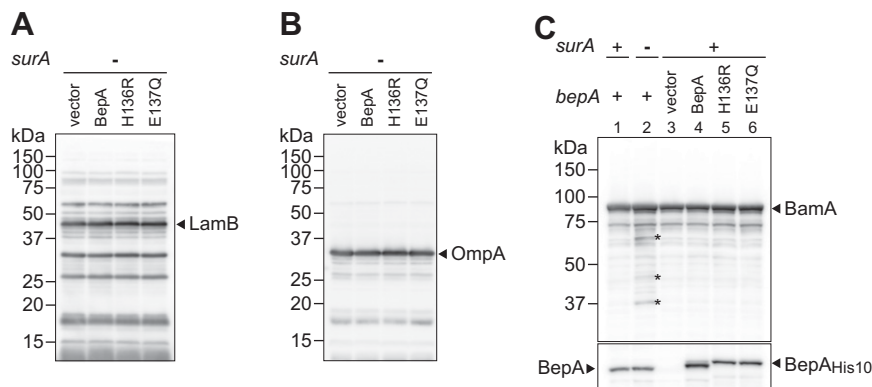 A
surA -
vector BepA H136R E137Q
kDa
150
100
75
50
37
25
20
15
◄LamB
B
surA -
vector BepA H136R E137Q
kDa
150
100
75
50
37
25
20
15
◄OmpA
C
surA + - +
vector BepA H136R E137Q
bepA + +
1 2 3 4 5 6
kDa
150
100
75
50
37
◄BamA
*
*
*
BepA► ◄BepAHis10